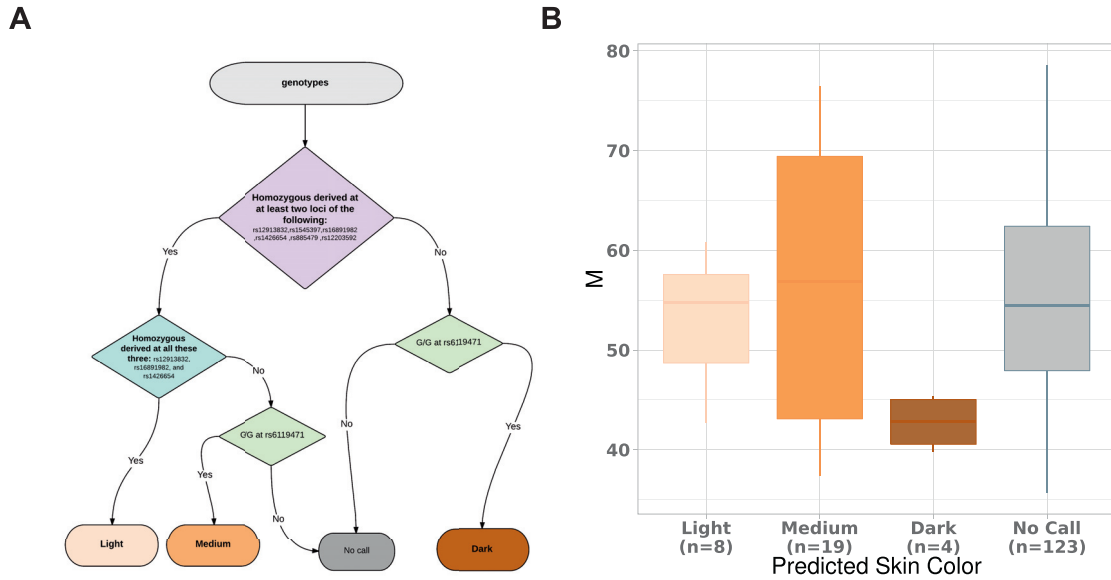 A
genotypes
Homozygous derived at
at least two loci of the
following:
rs12913832,rs1545397,rs16891982
,rs1426654 ,rs885479 ,rs12203592
Yes
No
Homozygous
derived at all these
three: rs12913832,
rs16891982, and
rs1426654
G/G at rs6119471
No
G/G at rs6119471
No
Yes
Yes
Yes
No
Light
Medium
No call
Dark
B
80
70
60
50
40
M
Light
(n=8)
Medium
(n=19)
Dark
(n=4)
No Call
(n=123)
Predicted Skin Color